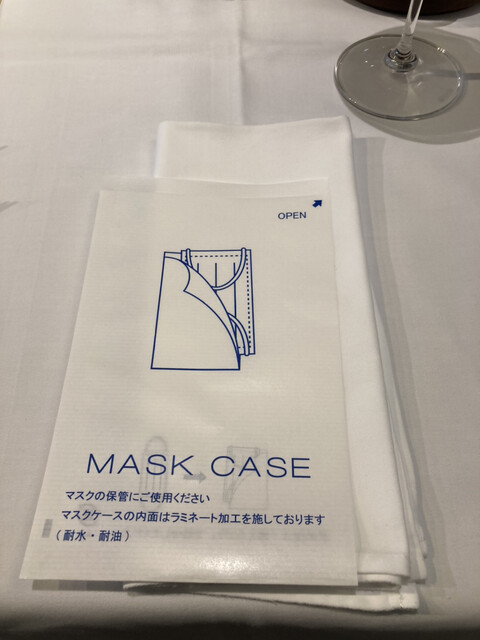 OPEN
MASK CASE
マスクの保管にご使用ください
マスクケースの内面はラミネート加工を施しております
(耐水・耐油)